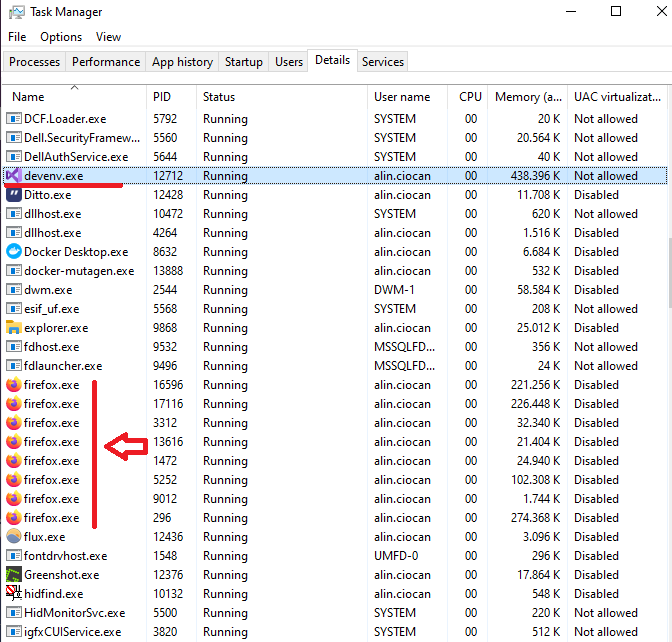 Task Manager
File Options View
Processes Performance App history Startup Users Details Services
Name PID Status User name CPU Memory (a... UAC virtualizat...
DCF.Loader.exe 5792 Running SYSTEM 00 20 K Not allowed
Dell.SecurityFramew... 5560 Running SYSTEM 00 20.564 K Not allowed
DellAuthService.exe 5644 Running SYSTEM 00 40 K Not allowed
devenv.exe 12712 Running alin.ciocan 00 438.396 K Not allowed
Ditto.exe 12428 Running alin.ciocan 00 11.708 K Disabled
dllhost.exe 10472 Running SYSTEM 00 620 K Not allowed
dllhost.exe 4264 Running alin.ciocan 00 1.516 K Disabled
Docker Desktop.exe 8632 Running alin.ciocan 00 6.684 K Disabled
docker-mutagen.exe 13888 Running alin.ciocan 00 532 K Disabled
dwm.exe 2544 Running DWM-1 00 58.584 K Disabled
esif_uf.exe 5568 Running SYSTEM 00 208 K Not allowed
explorer.exe 9868 Running alin.ciocan 00 25.012 K Disabled
fdhost.exe 9532 Running MSSQLFD... 00 356 K Not allowed
fdlauncher.exe 9496 Running MSSQLFD... 00 24 K Not allowed
firefox.exe 16596 Running alin.ciocan 00 221.256 K Disabled
firefox.exe 17116 Running alin.ciocan 00 226.448 K Disabled
firefox.exe 3312 Running alin.ciocan 00 32.340 K Disabled
firefox.exe 13616 Running alin.ciocan 00 21.404 K Disabled
firefox.exe 1472 Running alin.ciocan 00 24.940 K Disabled
firefox.exe 5252 Running alin.ciocan 00 102.308 K Disabled
firefox.exe 9012 Running alin.ciocan 00 1.744 K Disabled
firefox.exe 296 Running alin.ciocan 00 274.368 K Disabled
flux.exe 12436 Running alin.ciocan 00 3.096 K Disabled
fontdrvhost.exe 1548 Running UMFD-0 00 296 K Disabled
Greenshot.exe 12376 Running alin.ciocan 00 17.864 K Disabled
hidfind.exe 10132 Running alin.ciocan 00 548 K Disabled
HidMonitorSvc.exe 5500 Running SYSTEM 00 220 K Not allowed
igfxCUIService.exe 3820 Running SYSTEM 00 512 K Not allowed